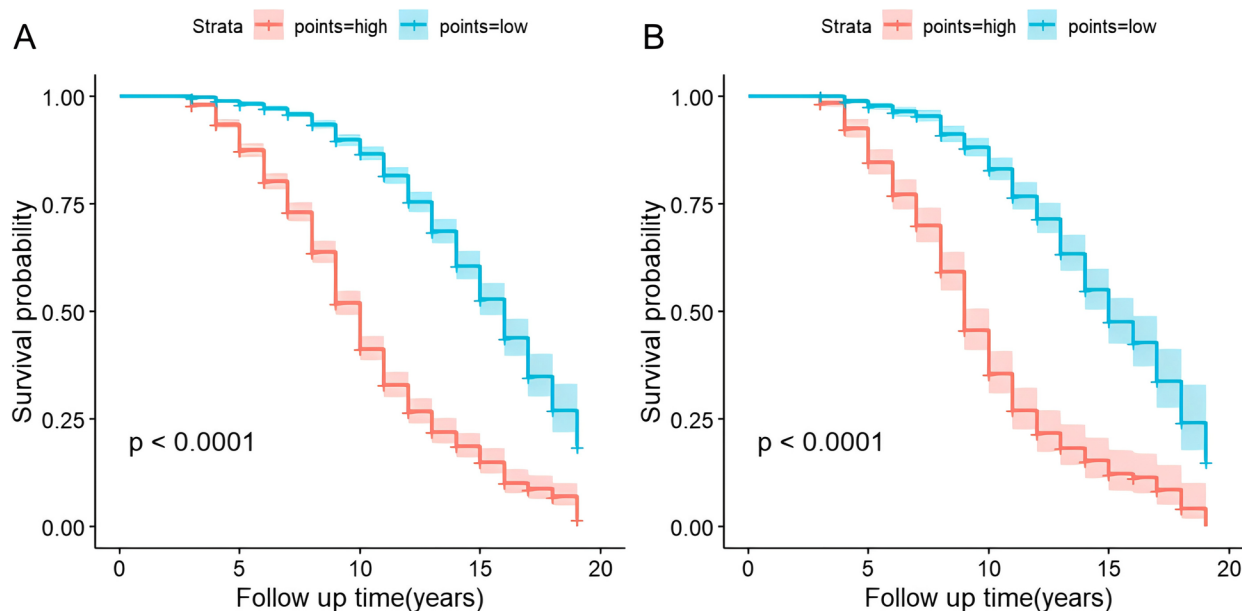 A
Strata points=high points=low
1.00
0.75
0.50
0.25
0.00
Survival probability
p < 0.0001
0 5 10 15 20
Follow up time(years)
B
Strata points=high points=low
1.00
0.75
0.50
0.25
0.00
Survival probability
p < 0.0001
0 5 10 15 20
Follow up time(years)